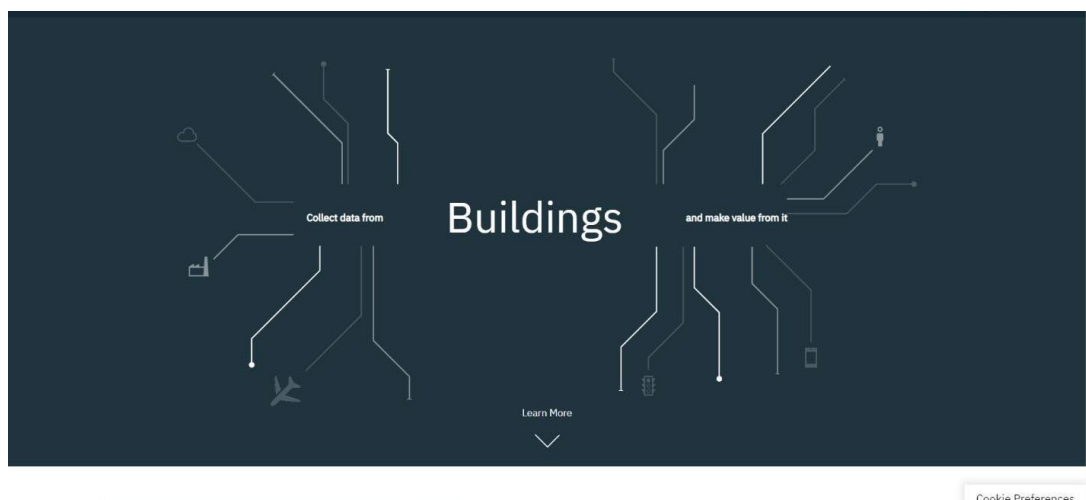 Collect data from
Buildings
and make value from it
Learn More
Cookie Preferences